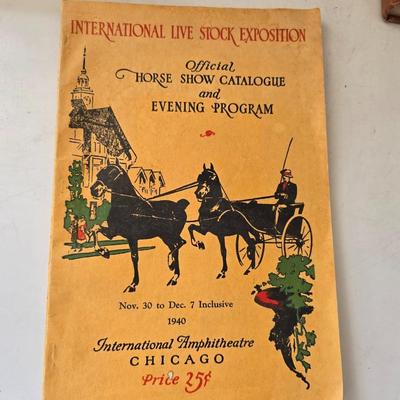 INTERNATIONAL LIVE STOCK EXPOSITION
Official
HORSE SHOW CATALOGUE
and
EVENING PROGRAM
Nov. 30 to Dec. 7 Inclusive
1940
International Amphitheatre
CHICAGO
Price 25¢